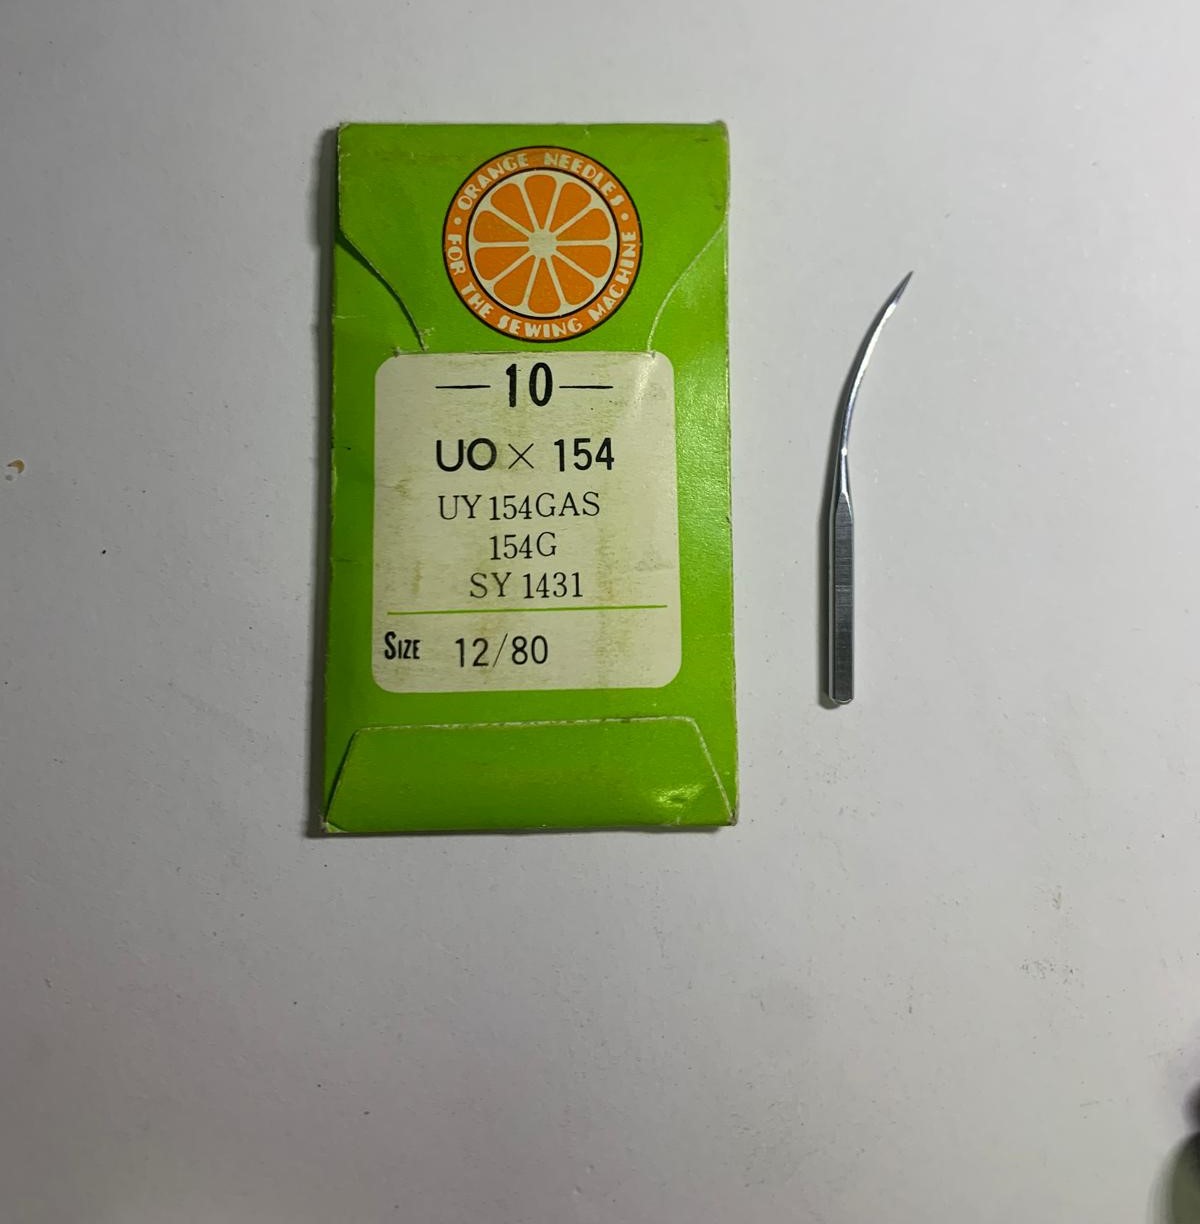 ORANGE NEEDLES
FOR THE SEWING MACHINE
—10—
UO × 154
UY 154GAS
154G
SY 1431
SIZE 12/80